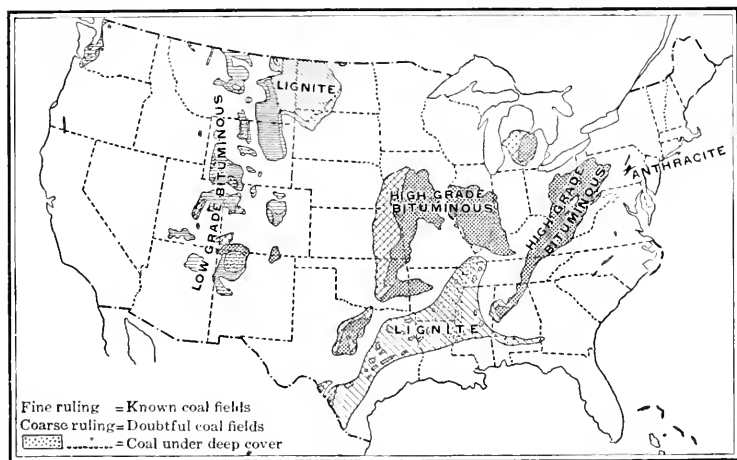 LIGNITE
LOW GRADE BITUMINOUS
ANTHRACITE
HIGH GRADE
BITUMINOUS
HIGH-GRADE
BITUMINOUS
LIGNITE
Fine ruling = Known coal fields
Coarse ruling = Doubtful coal fields
= Coal under deep cover